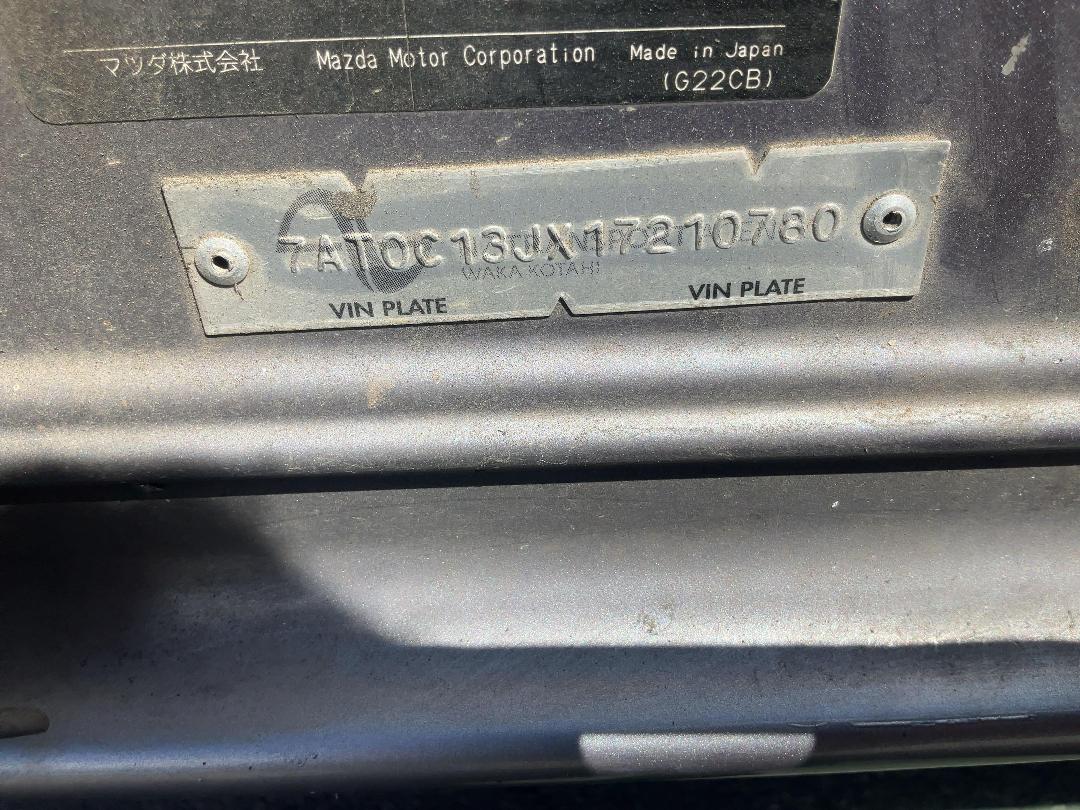 マツダ株式会社 Mazda Motor Corporation Made in Japan
(G22CB)
7AT0C13JX17210780
WAKA KOTAHI
VIN PLATE VIN PLATE